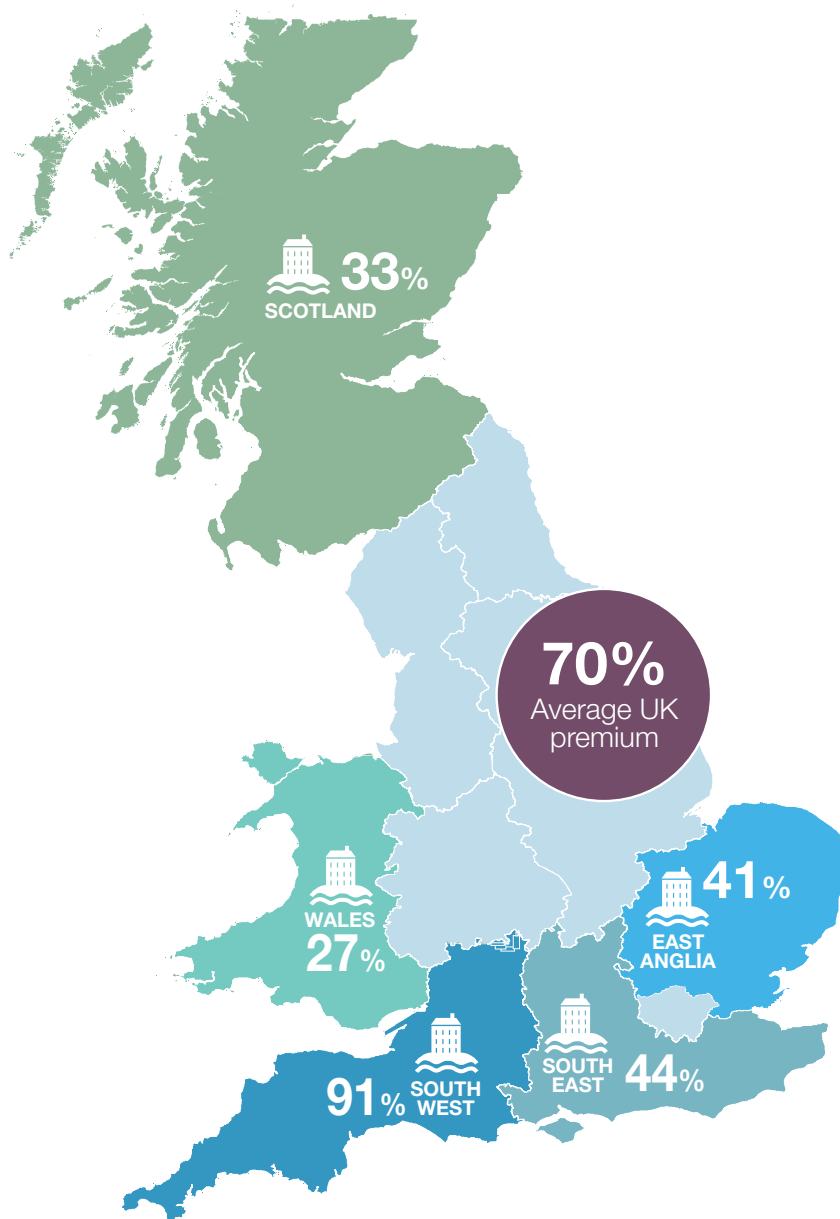 33%
SCOTLAND
70%
Average UK
premium
WALES
27%
41%
EAST
ANGLIA
SOUTH
EAST
44%
91%
SOUTH
WEST